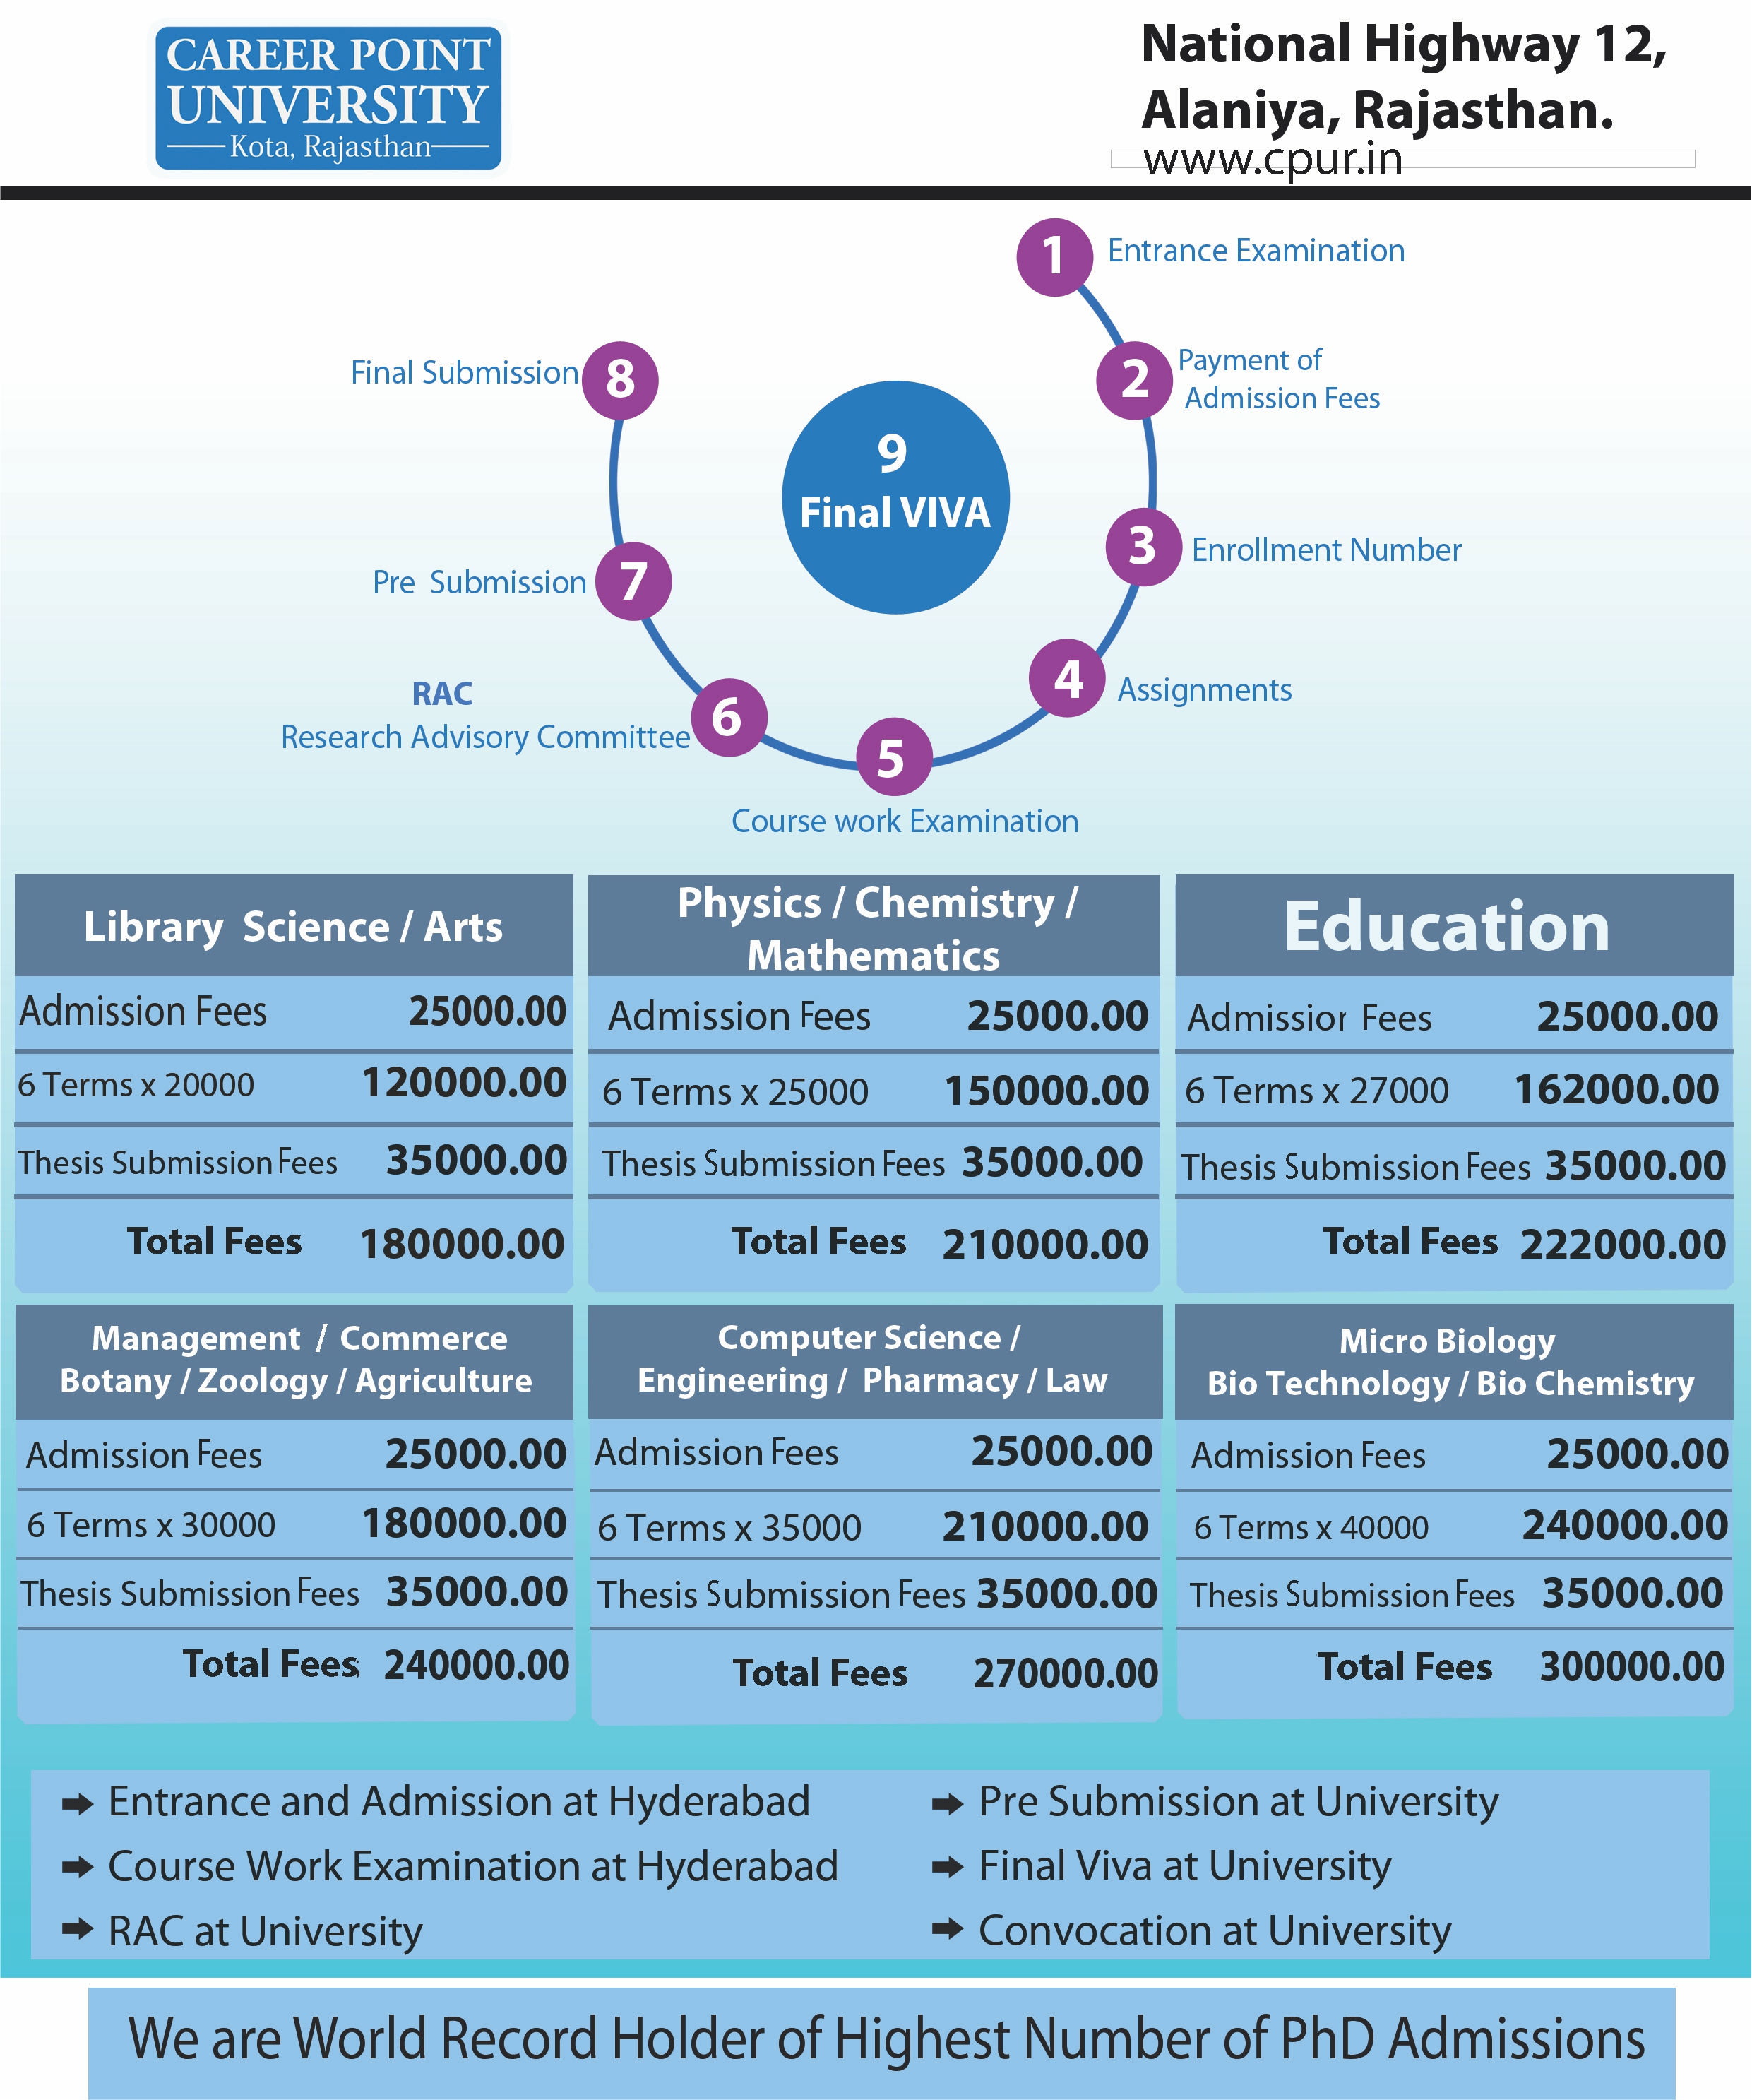 CAREER POINT
UNIVERSITY
Kota, Rajasthan
National Highway 12,
Alaniya, Rajasthan.
www.cpur.in
1 Entrance Examination
2 Payment of
Admission Fees
3 Enrollment Number
4 Assignments
5
Course work Examination
6
RAC
Research Advisory Committee
7 Pre Submission
8 Final Submission
9
Final VIVA
Library Science / Arts
Admission Fees 25000.00
6 Terms x 20000 120000.00
Thesis Submission Fees 35000.00
Total Fees 180000.00
Physics / Chemistry /
Mathematics
Admission Fees 25000.00
6 Terms x 25000 150000.00
Thesis Submission Fees 35000.00
Total Fees 210000.00
Education
Admission Fees 25000.00
6 Terms x 27000 162000.00
Thesis Submission Fees 35000.00
Total Fees 222000.00
Management / Commerce
Botany / Zoology / Agriculture
Admission Fees 25000.00
6 Terms x 30000 180000.00
Thesis Submission Fees 35000.00
Total Fees 240000.00
Computer Science /
Engineering / Pharmacy / Law
Admission Fees 25000.00
6 Terms x 35000 210000.00
Thesis Submission Fees 35000.00
Total Fees 270000.00
Micro Biology
Bio Technology / Bio Chemistry
Admission Fees 25000.00
6 Terms x 40000 240000.00
Thesis Submission Fees 35000.00
Total Fees 300000.00
➡ Entrance and Admission at Hyderabad
➡ Course Work Examination at Hyderabad
➡ RAC at University
➡ Pre Submission at University
➡ Final Viva at University
➡ Convocation at University
We are World Record Holder of Highest Number of PhD Admissions